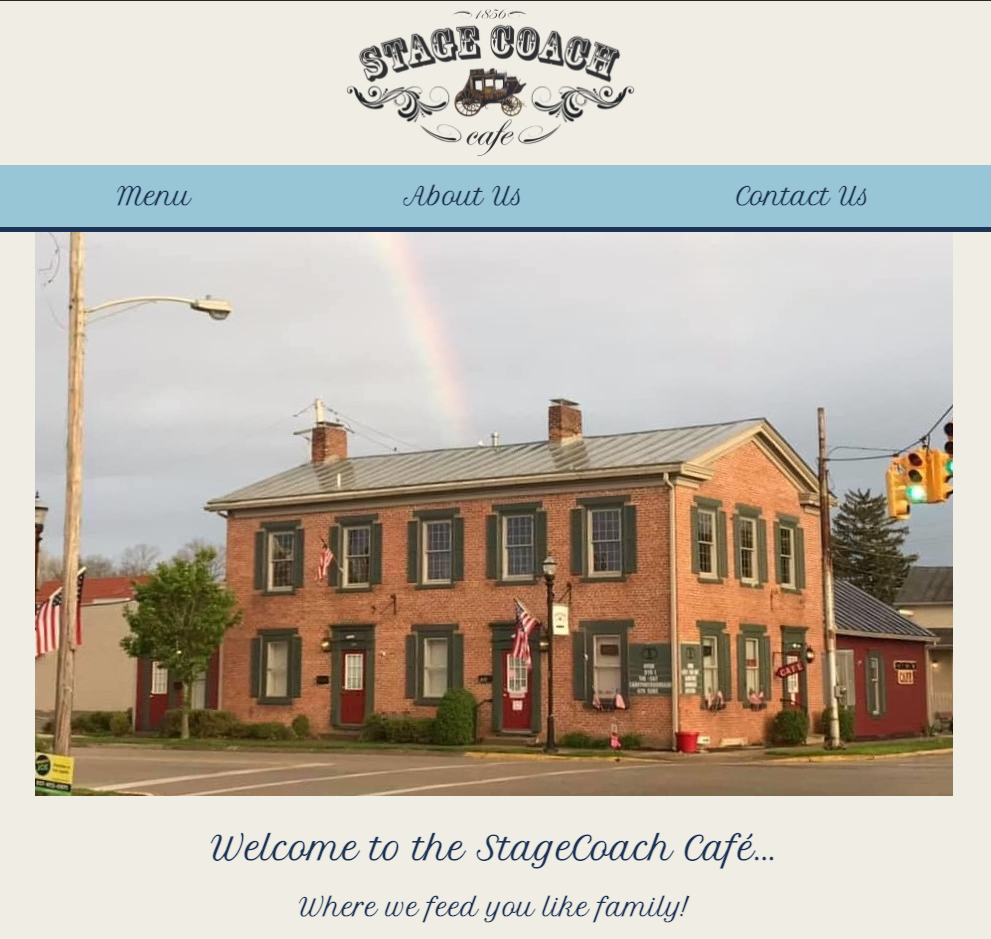 1856
STAGE COACH
cafe
Menu
About Us
Contact Us
CAFE
CAFE
Welcome to the StageCoach Café...
Where we feed you like family!